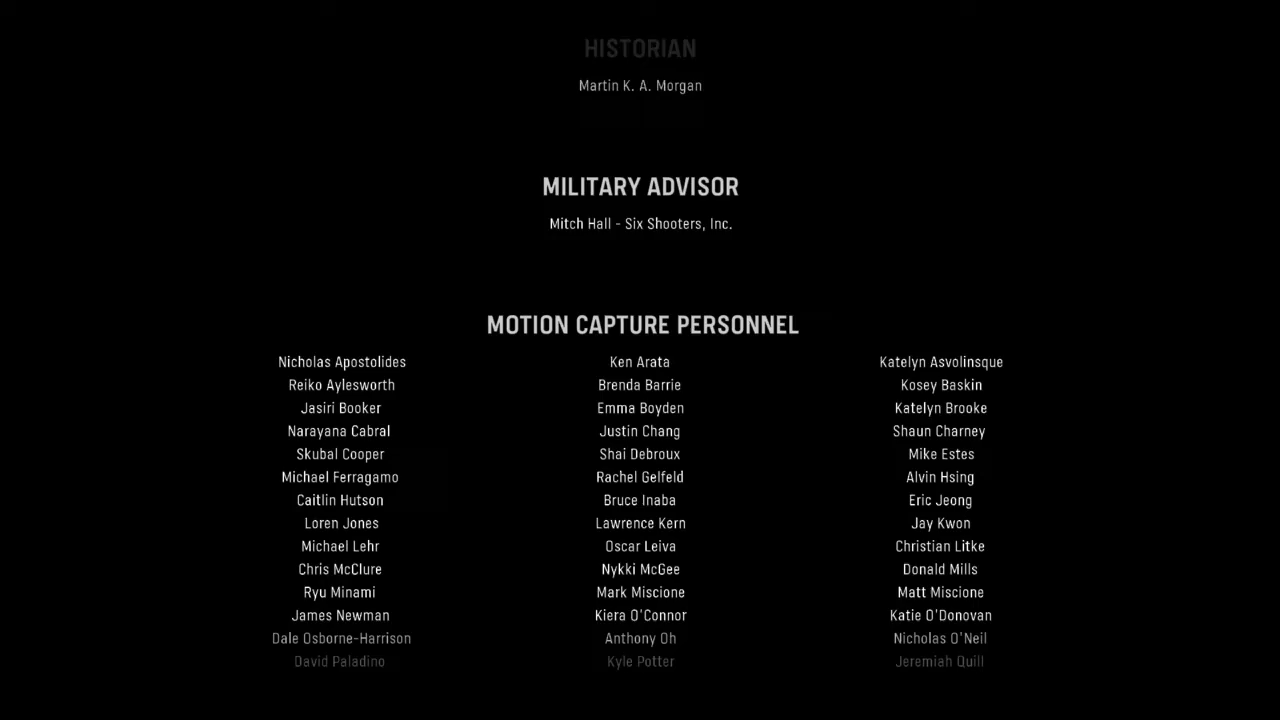 HISTORIAN
Martin K. A. Morgan
MILITARY ADVISOR
Mitch Hall - Six Shooters, Inc.
MOTION CAPTURE PERSONNEL
Nicholas Apostolides Ken Arata Katelyn Asvolinsque
Reiko Aylesworth Brenda Barrie Kosey Baskin
Jasiri Booker Emma Boyden Katelyn Brooke
Narayana Cabral Justin Chang Shaun Charney
Skubal Cooper Shai Debroux Mike Estes
Michael Ferragamo Rachel Gelfeld Alvin Hsing
Caitlin Hutson Bruce Inaba Eric Jeong
Loren Jones Lawrence Kern Jay Kwon
Michael Lehr Oscar Leiva Christian Litke
Chris McClure Nykki McGee Donald Mills
Ryu Minami Mark Miscione Matt Miscione
James Newman Kiera O'Connor Katie O'Donovan
Dale Osborne-Harrison Anthony Oh Nicholas O'Neil
David Paladino Kyle Potter Jeremiah Quill